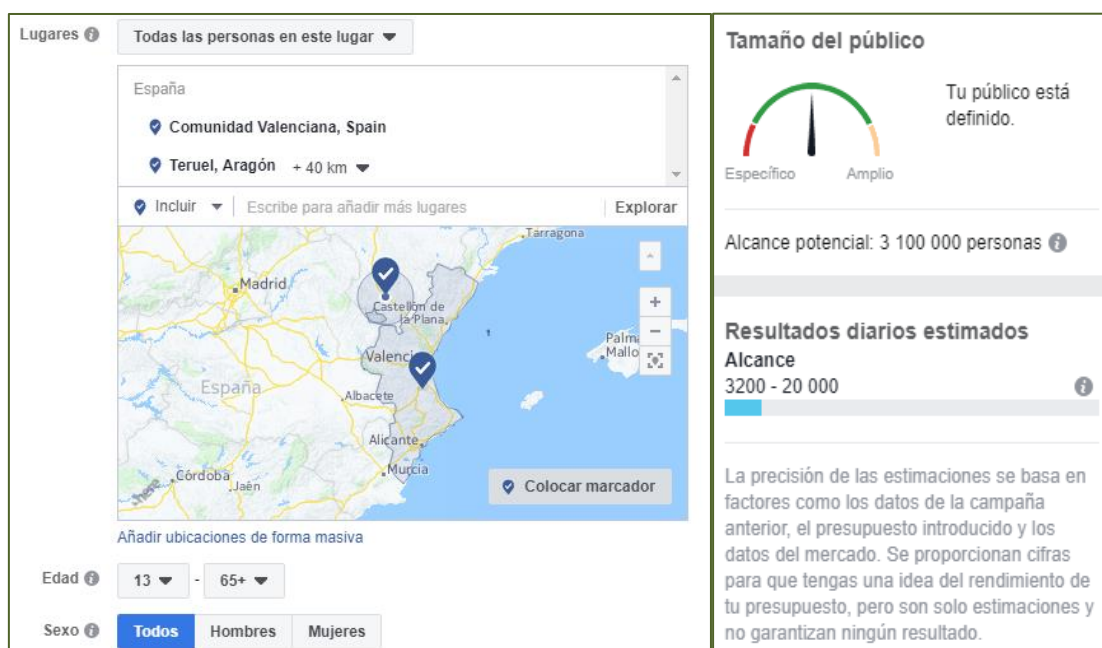 Lugares
Todas las personas en este lugar
España
Comunidad Valenciana, Spain
Teruel, Aragón + 40 km
Incluir
Escribe para añadir más lugares
Explorar
Tarragona
Madrid
Castellón de
la Plana
Palma
Mallo
Valenci
España
Albacete
Alicante
Murcia
Córdoba
Jaén
here
Colocar marcador
Añadir ubicaciones de forma masiva
Edad
13 - 65+
Sexo
Todos Hombres Mujeres
Tamaño del público
Tu público está
definido.
Específico Amplio
Alcance potencial: 3 100 000 personas
Resultados diarios estimados
Alcance
3200 - 20 000
La precisión de las estimaciones se basa en
factores como los datos de la campaña
anterior, el presupuesto introducido y los
datos del mercado. Se proporcionan cifras
para que tengas una idea del rendimiento de
tu presupuesto, pero son solo estimaciones y
no garantizan ningún resultado.